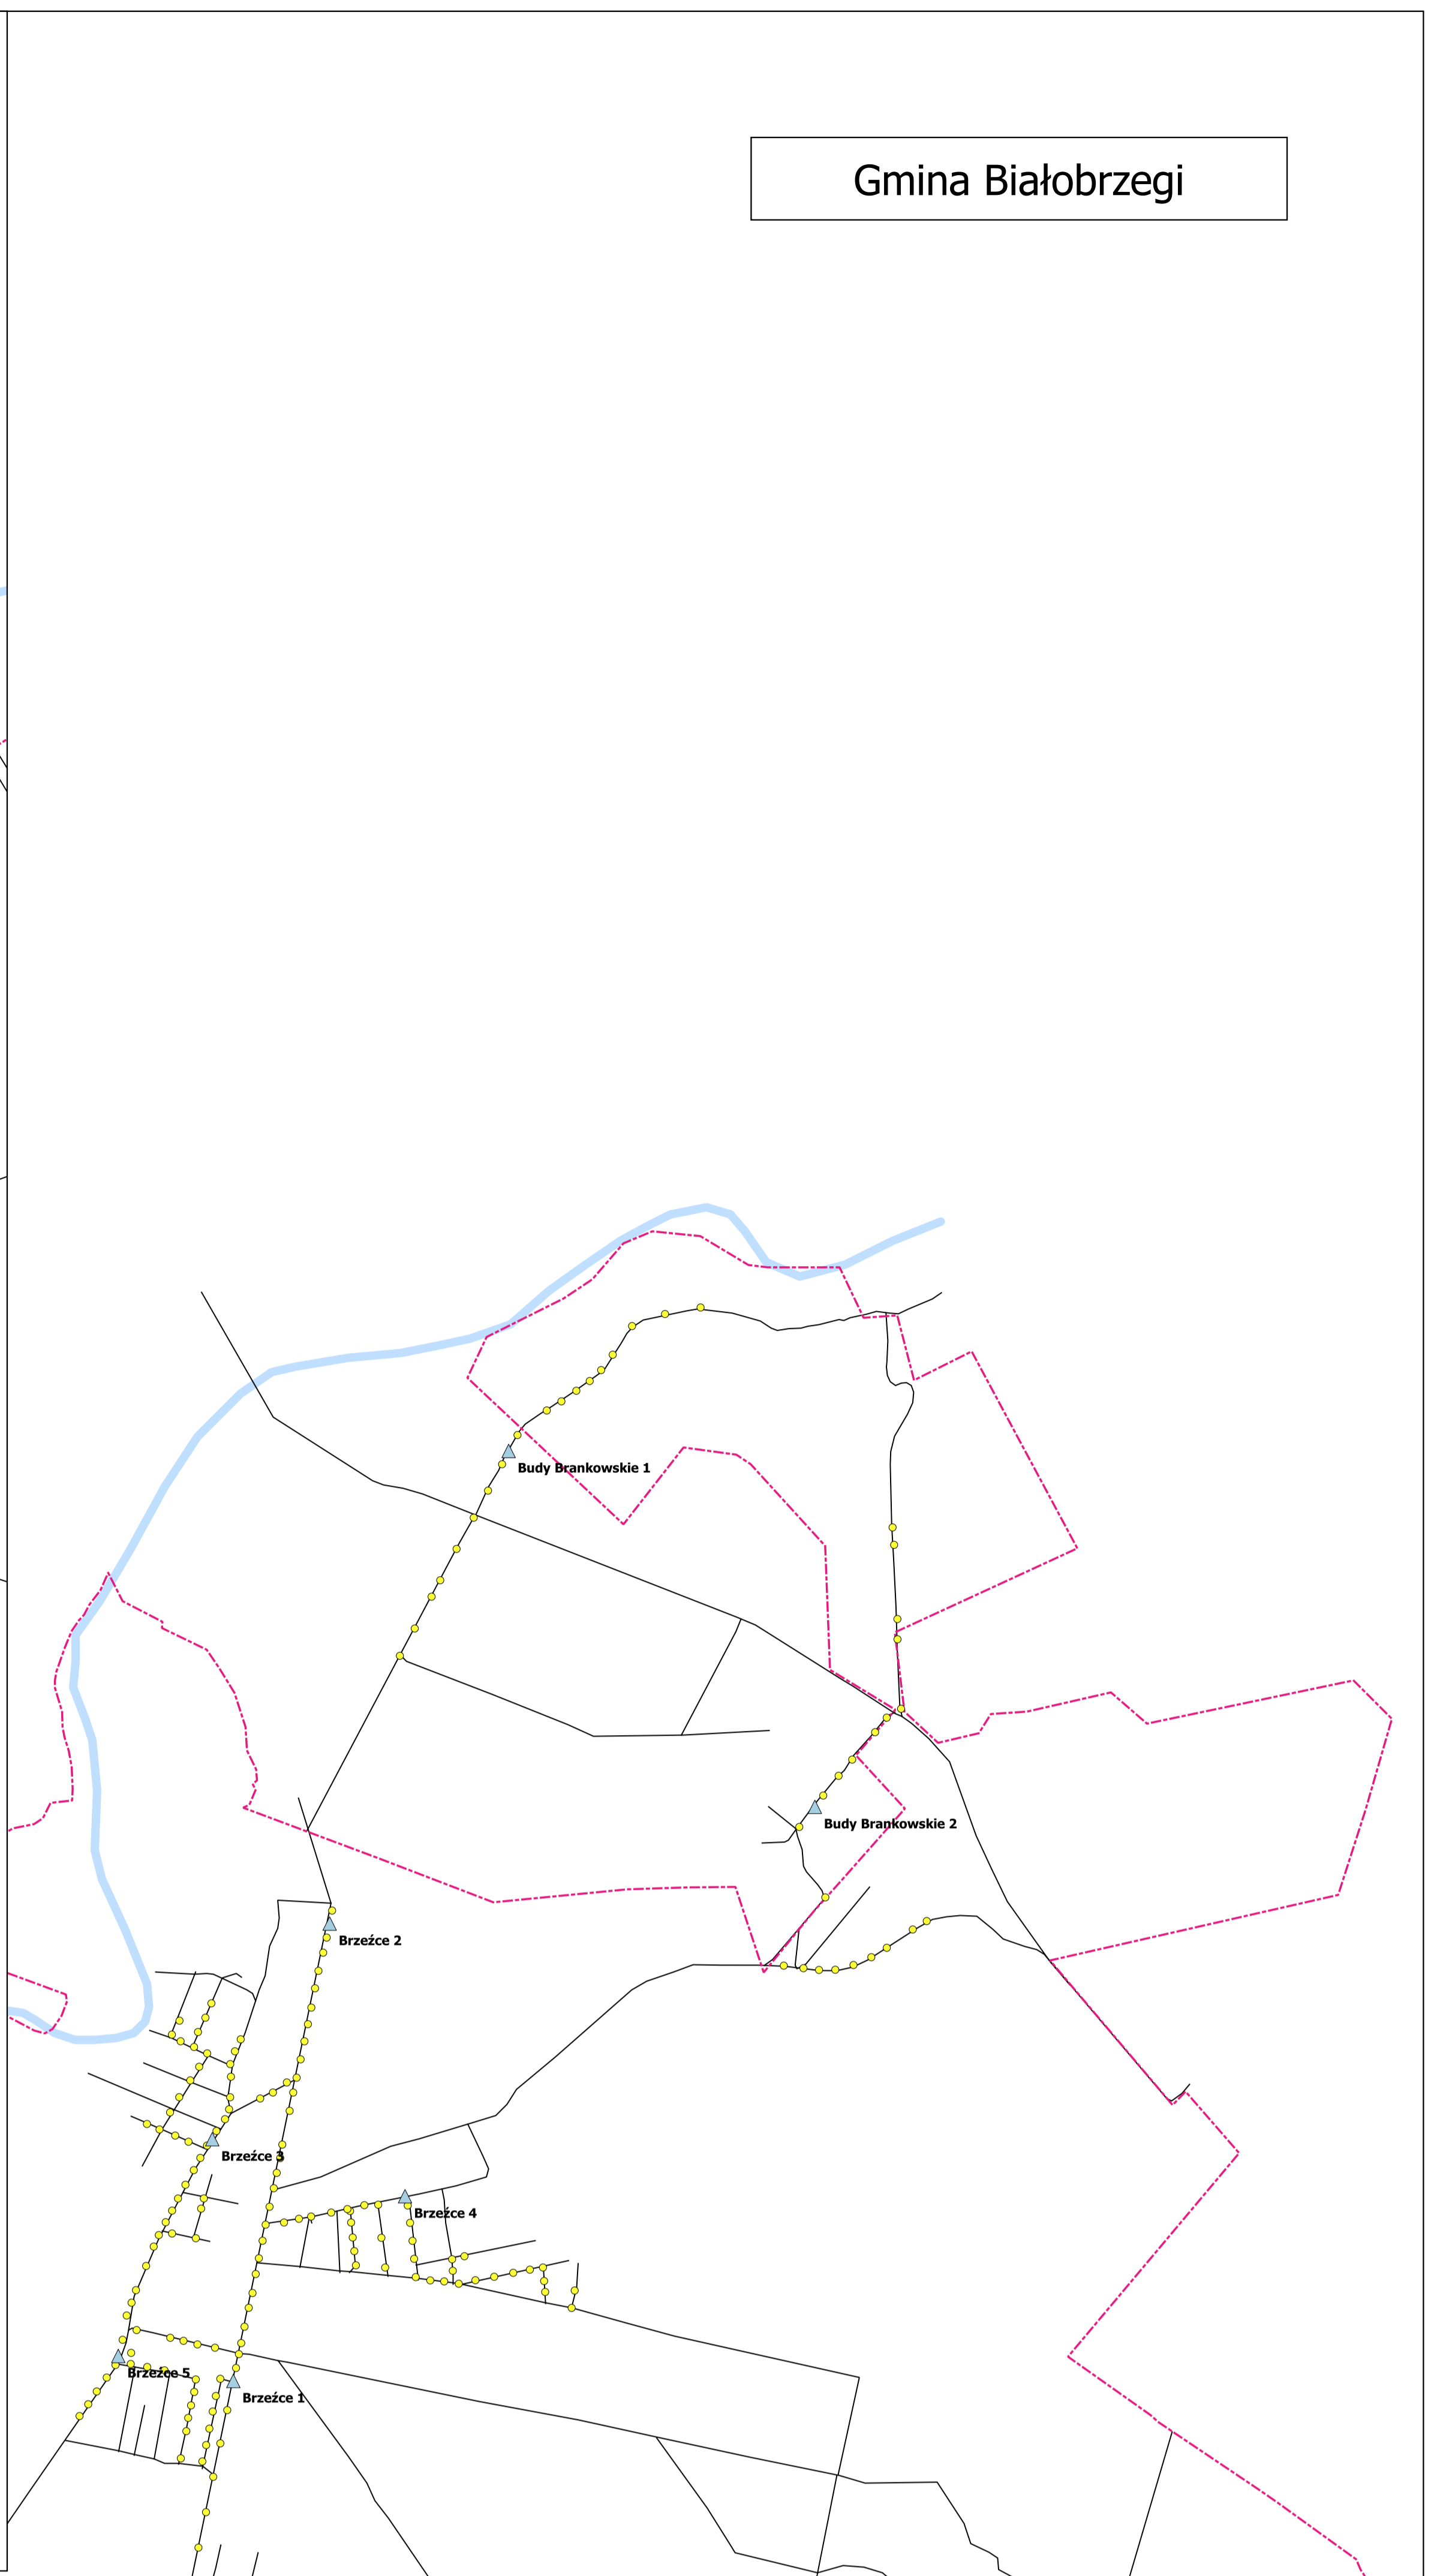 Gmina Białobrzegi
Budy Brankowskie 1
Budy Brankowskie 2
Brzeźce 2
Brzeźce 3
Brzeźce 4
Brzeźce 5
Brzeźce 1